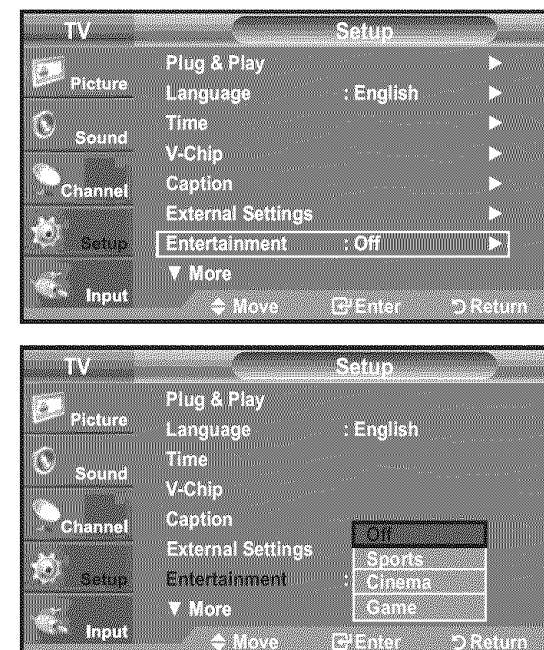 TV Setup
Picture
Sound
Channel
Setup
Input
Plug & Play
Language : English
Time
V-Chip
Caption
External Settings
Entertainment : Off
▼ More
Move Enter Return
TV Setup
Picture
Sound
Channel
Setup
Input
Plug & Play
Language : English
Time
V-Chip
Caption
External Settings
Entertainment :
▼ More
Off
Sports
Cinema
Game
Move Enter Return